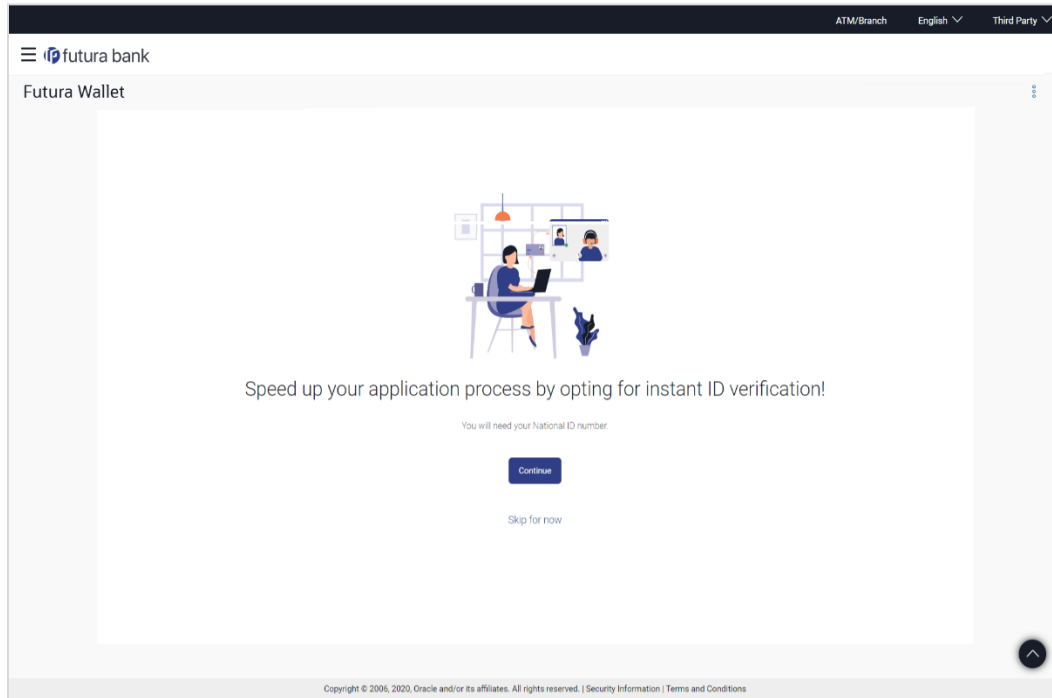 ATM/Branch English Third Party
futura bank
Futura Wallet
Speed up your application process by opting for instant ID verification!
You will need your National ID number.
Continue
Skip for now
Copyright © 2006, 2020, Oracle and/or its affiliates. All rights reserved. | Security Information | Terms and Conditions